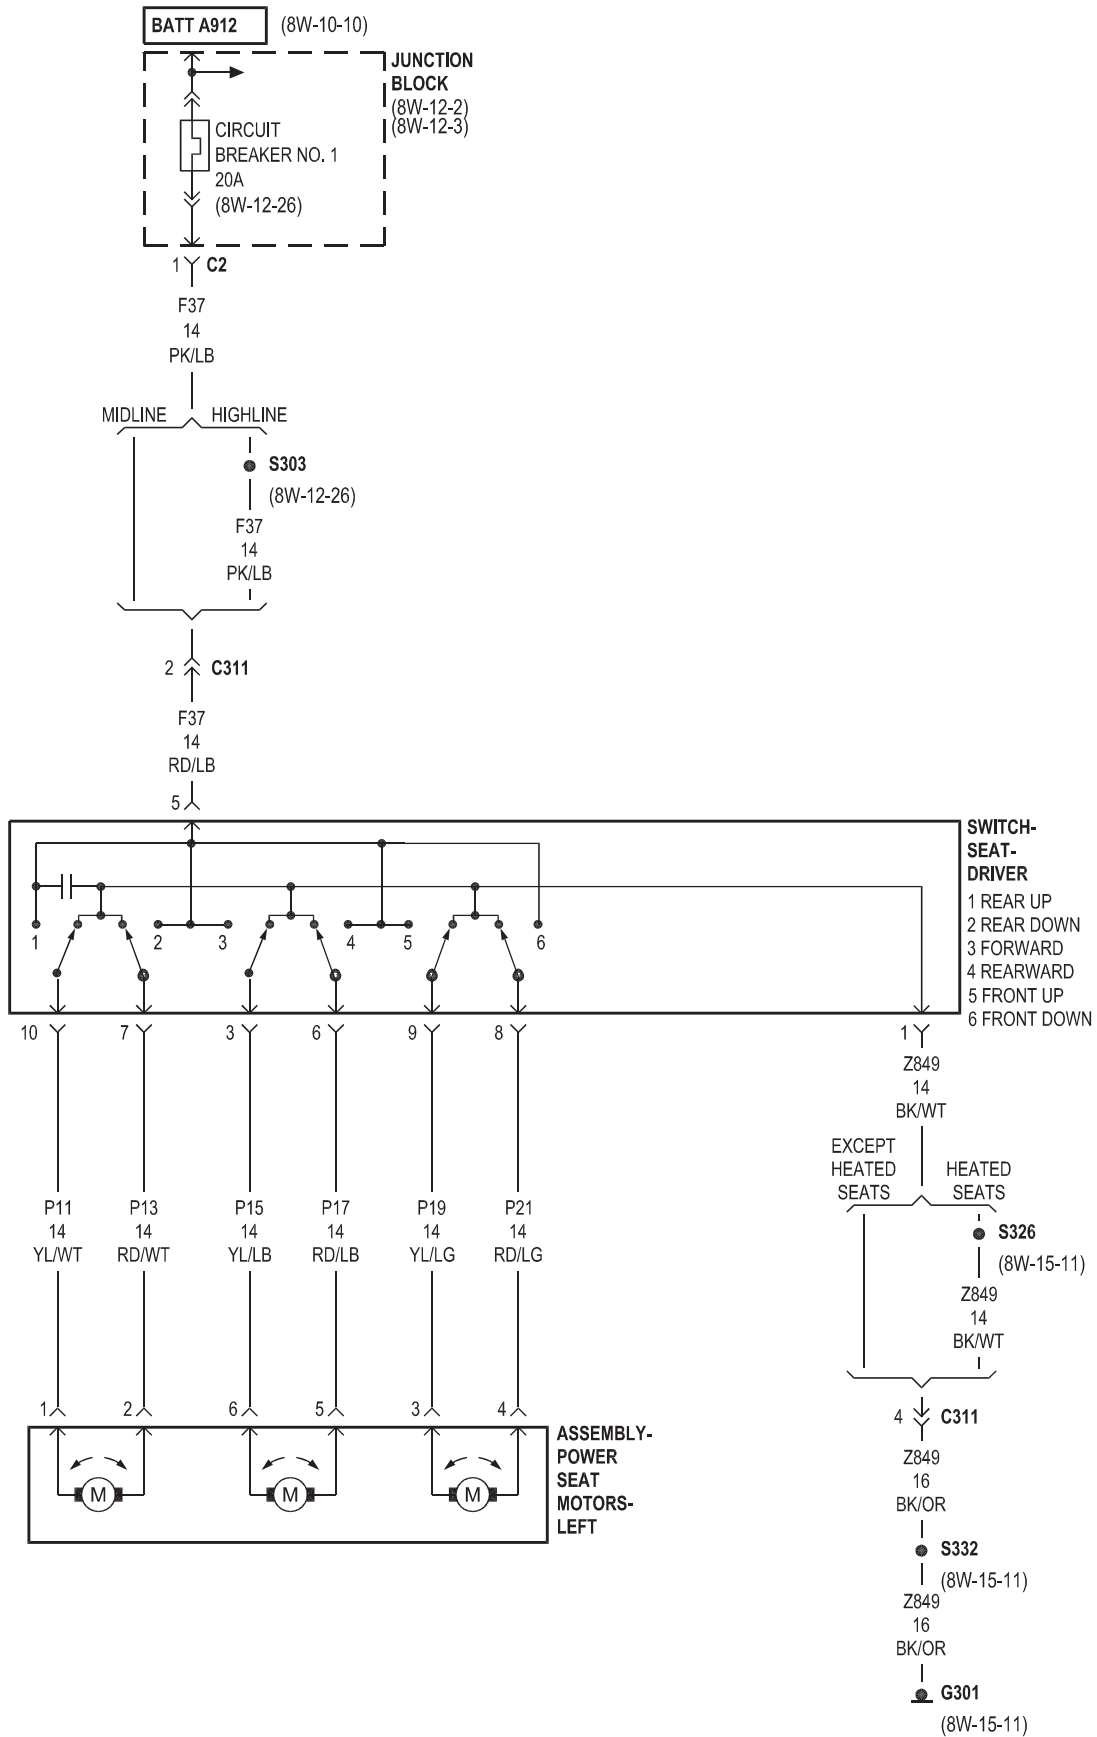 BATT A912 (8W-10-10)
JUNCTION
BLOCK
(8W-12-2)
(8W-12-3)
CIRCUIT
BREAKER NO. 1
20A
(8W-12-26)
1 C2
F37
14
PK/LB
MIDLINE HIGHLINE
S303
(8W-12-26)
F37
14
PK/LB
2 C311
F37
14
RD/LB
5
SWITCH-
SEAT-
DRIVER
1 REAR UP
2 REAR DOWN
3 FORWARD
4 REARWARD
5 FRONT UP
6 FRONT DOWN
1 2 3 4 5 6
10 7 3 6 9 8 1
Z849
14
BK/WT
EXCEPT
HEATED
SEATS
HEATED
SEATS
P11 P13 P15 P17 P19 P21
14 14 14 14 14 14
YL/WT RD/WT YL/LB RD/LB YL/LG RD/LG
S326
(8W-15-11)
Z849
14
BK/WT
1 2 6 5 3 4
M M M
ASSEMBLY-
POWER
SEAT
MOTORS-
LEFT
4 C311
Z849
16
BK/OR
S332
(8W-15-11)
Z849
16
BK/OR
G301
(8W-15-11)